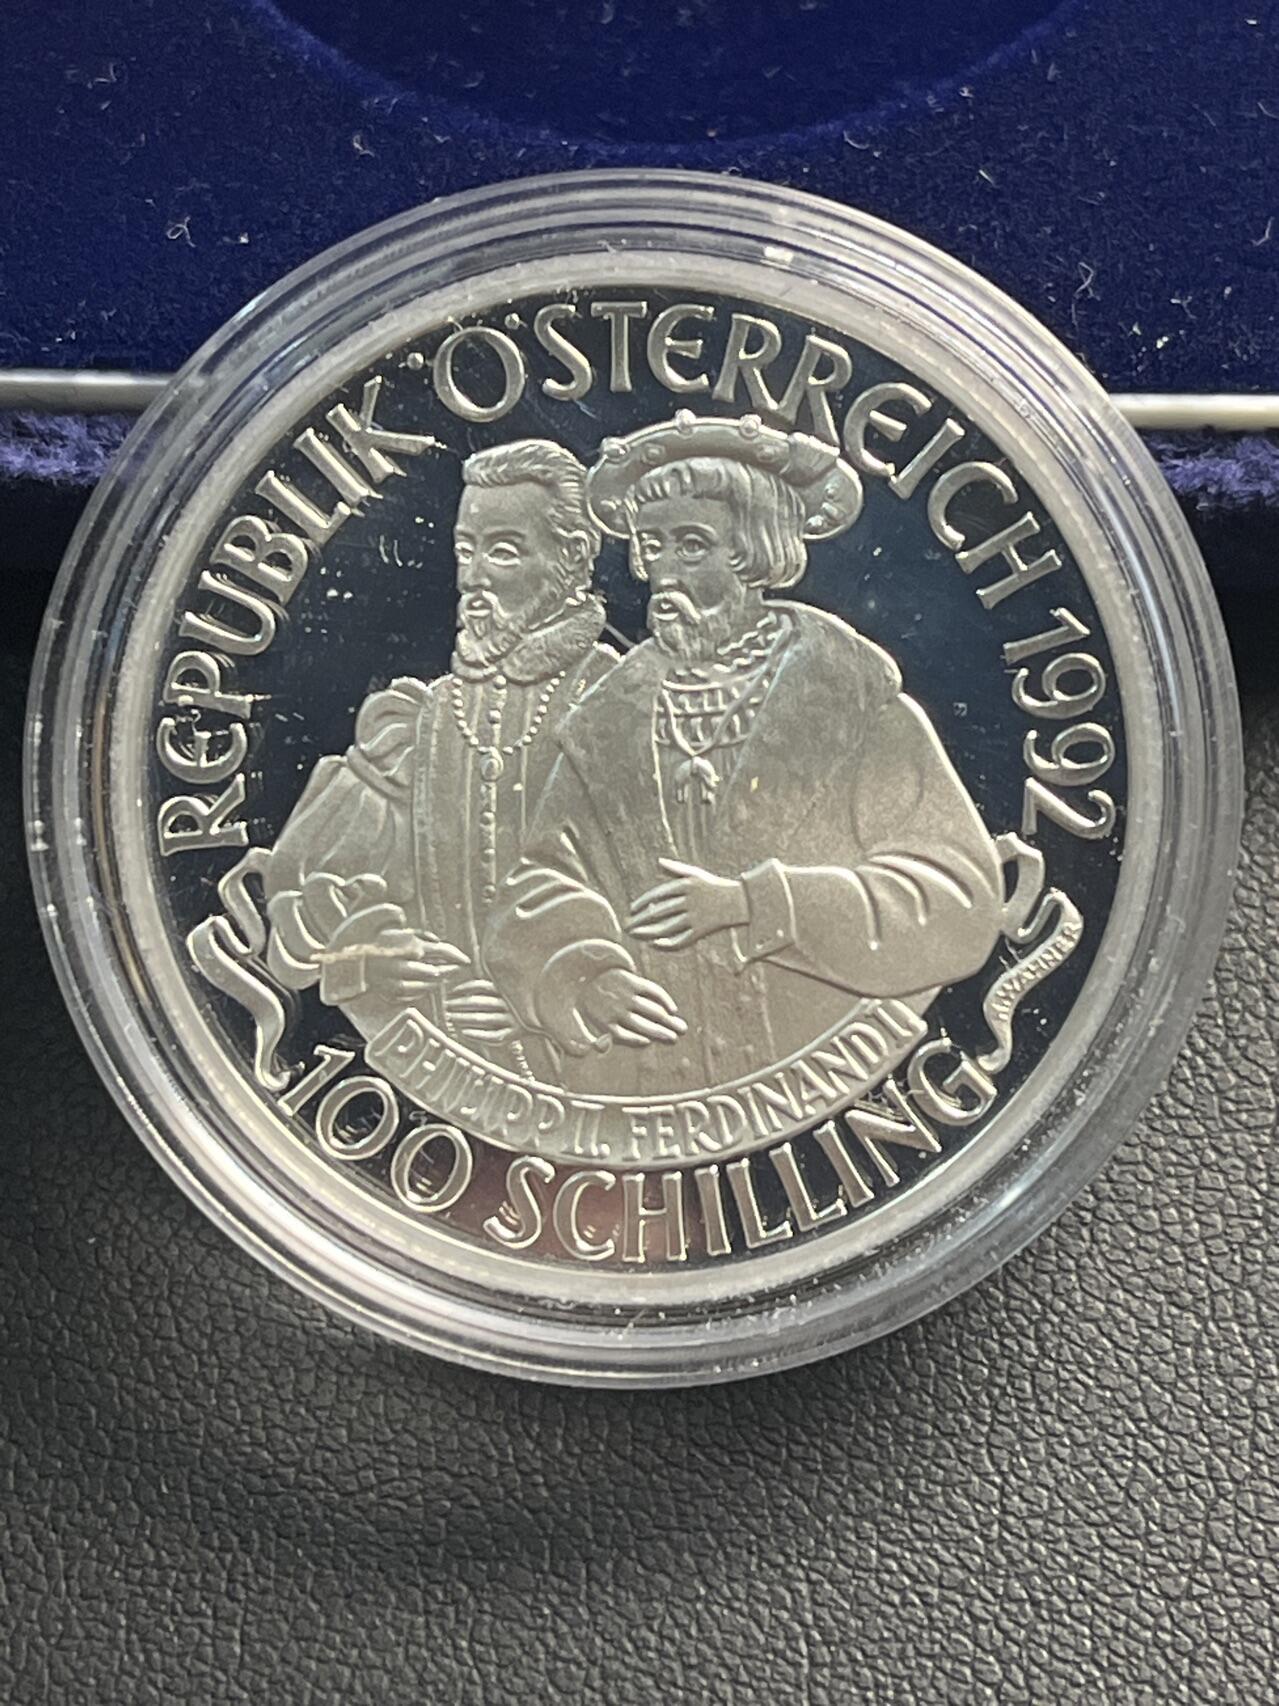 REPUBLIK ÖSTERREICH 1992
PHILIPP II. FERDINAND I.
100 SCHILLING